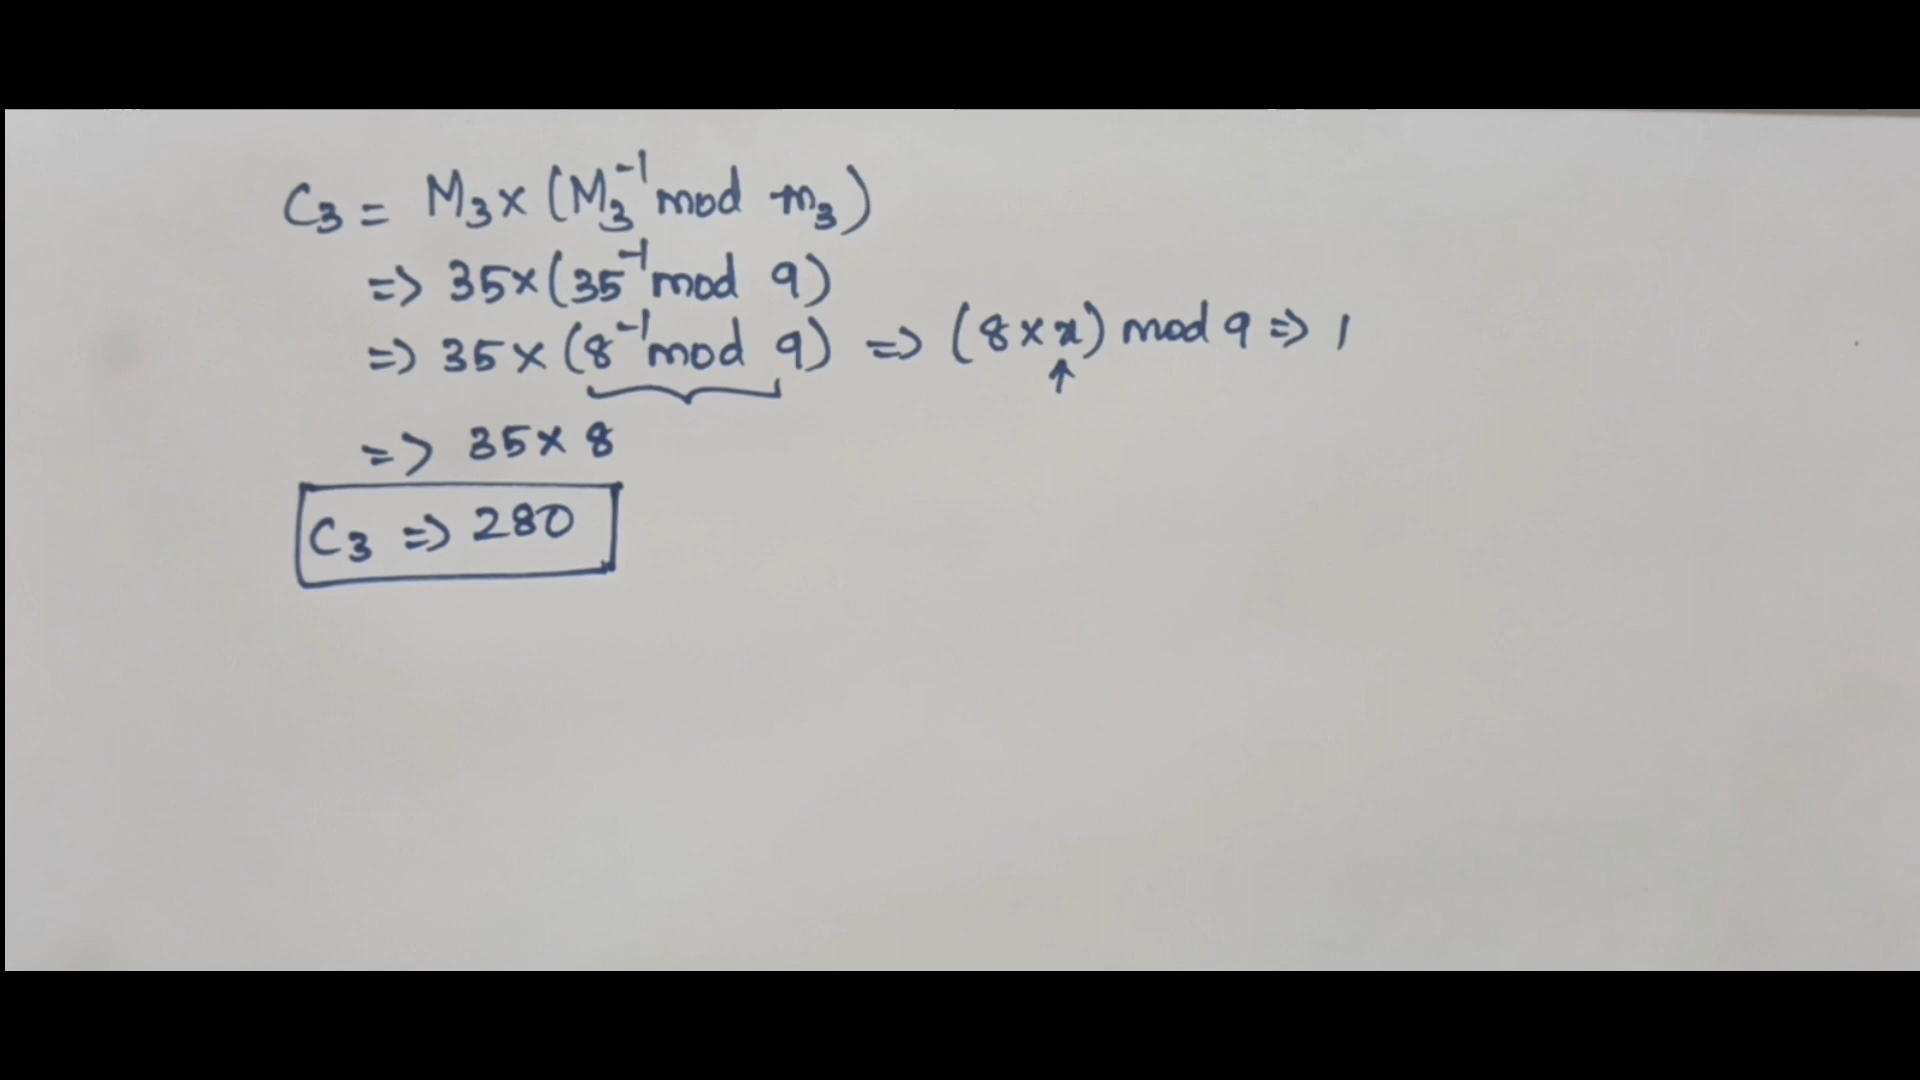 C₃ = M₃ × (M₃⁻¹ mod m₃)
=> 35 × (35⁻¹ mod 9)
=> 35 × (8⁻¹ mod 9) => (8 × x) mod 9 => 1
↑
=> 35 × 8
C₃ => 280